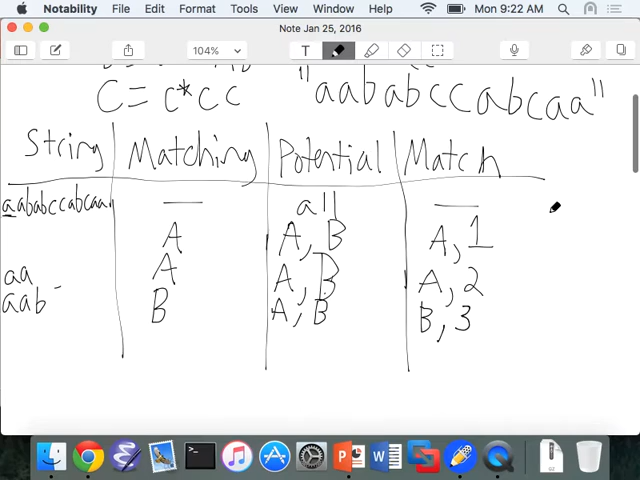 Notability File Edit Format Tools Window Help Mon 9:22 AM
Note Jan 25, 2016
104% T
C = c*cc "aababccabcaa"
String Matching Potential Match
aababccabcaa — all —
A A, B A, 1
aa A A, B A, 2
aab B A, B B, 3